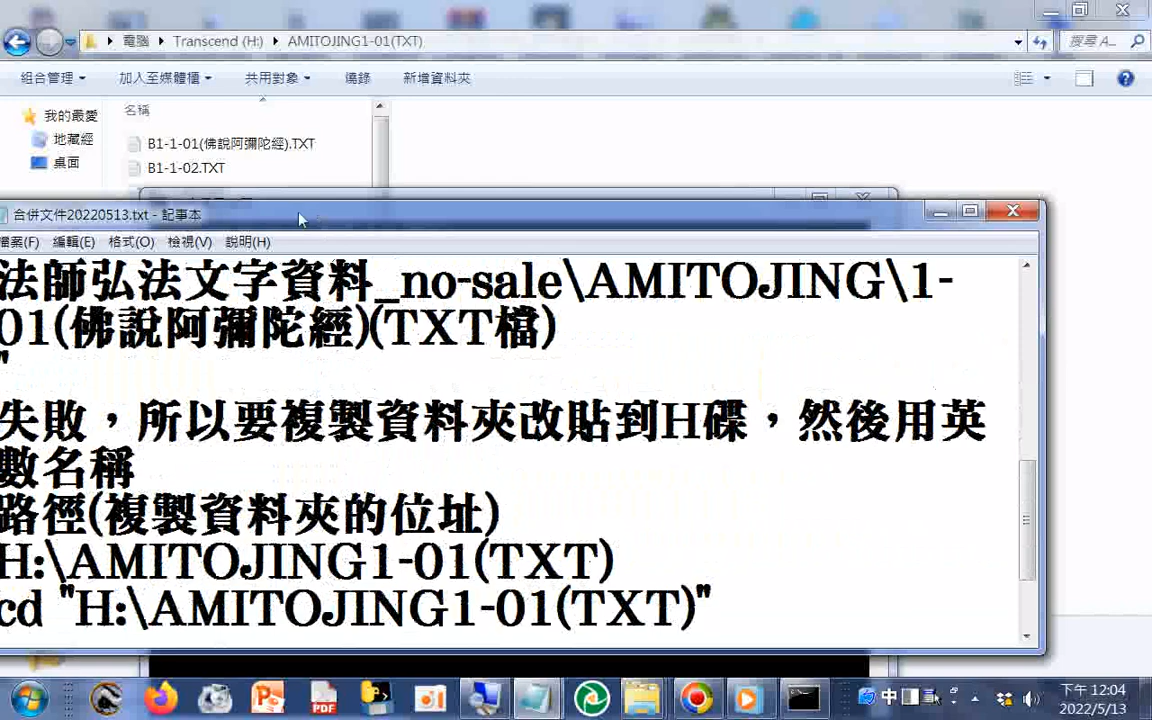 電腦 Transcend (H:) AMITOJING1-01(TXT)
搜尋 A...
組合管理 加入至媒體櫃 共用對象 燒錄 新增資料夾
我的最愛
地藏經
桌面
名稱
B1-1-01(佛說阿彌陀經).TXT
B1-1-02.TXT
合併文件20220513.txt - 記事本
檔案(F) 編輯(E) 格式(O) 檢視(V) 說明(H)
法師弘法文字資料_no-sale\AMITOJING\1-
01(佛說阿彌陀經)(TXT檔)
"
失敗，所以要複製資料夾改貼到H碟，然後用英
數名稱
路徑(複製資料夾的位址)
H:\AMITOJING1-01(TXT)
cd "H:\AMITOJING1-01(TXT)"
PDF
中
下午 12:04
2022/5/13